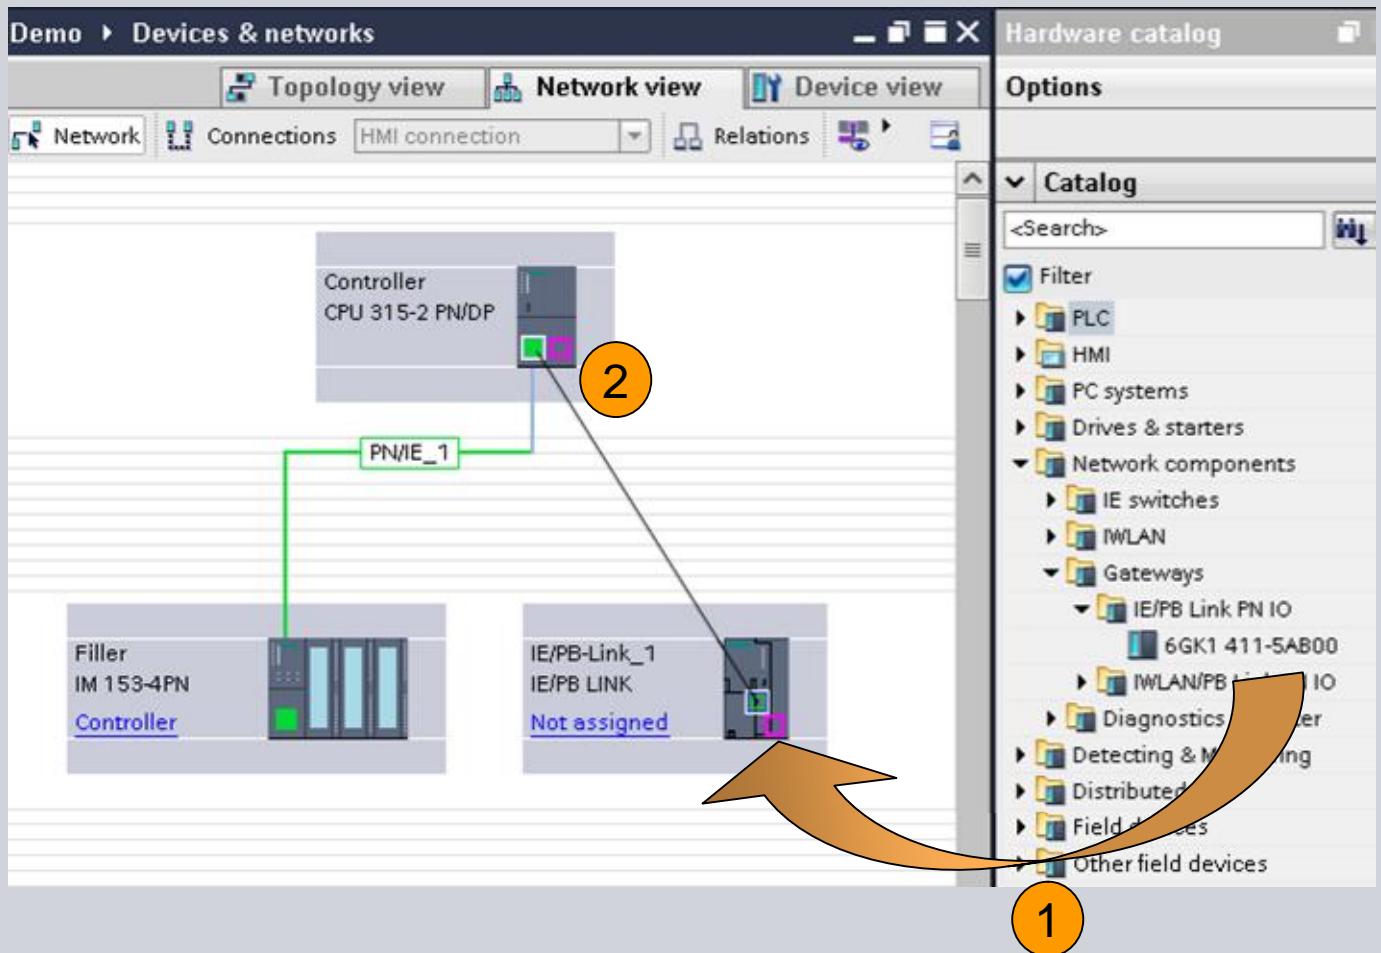 Demo ▸ Devices & networks
Hardware catalog
Topology view
Network view
Device view
Options
Network
Connections
HMI connection
Relations
Catalog
<Search>
Filter
Controller
CPU 315-2 PN/DP
PLC
HMI
PC systems
Drives & starters
Network components
IE switches
IWLAN
Gateways
IE/PB Link PN IO
6GK1 411-5AB00
IWLAN/PB IO
Diagnostics
Detecting &
Distributed
Field
Other field devices
2
PN/IE_1
Filler
IM 153-4PN
Controller
IE/PB-Link_1
IE/PB LINK
Not assigned
1